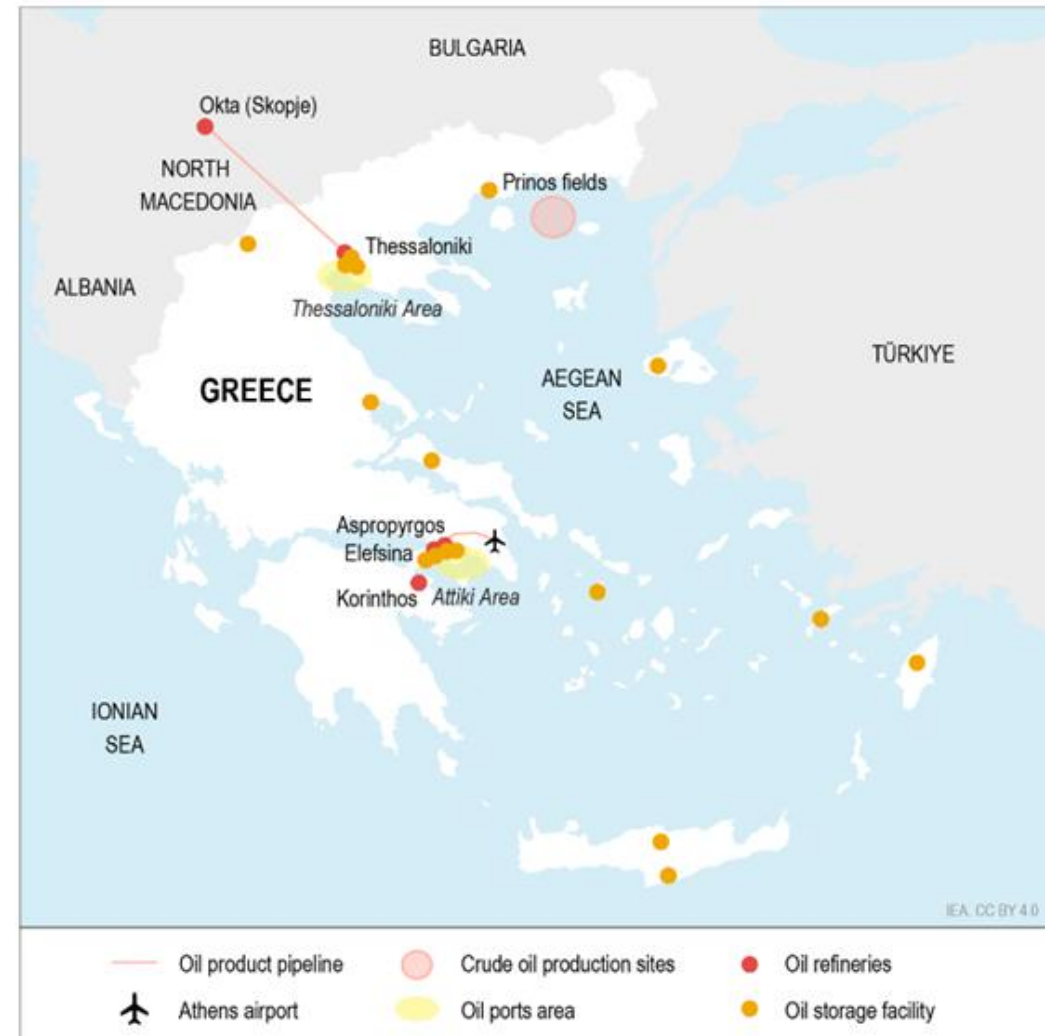 BULGARIA
Okta (Skopje)
NORTH
MACEDONIA
Prinos fields
Thessaloniki
ALBANIA
Thessaloniki Area
TÜRKIYE
GREECE
AEGEAN
SEA
Aspropyrgos
Elefsina
Korinthos
Attiki Area
IONIAN
SEA
IEA. CC BY 4.0
Oil product pipeline
Crude oil production sites
Oil refineries
Athens airport
Oil ports area
Oil storage facility